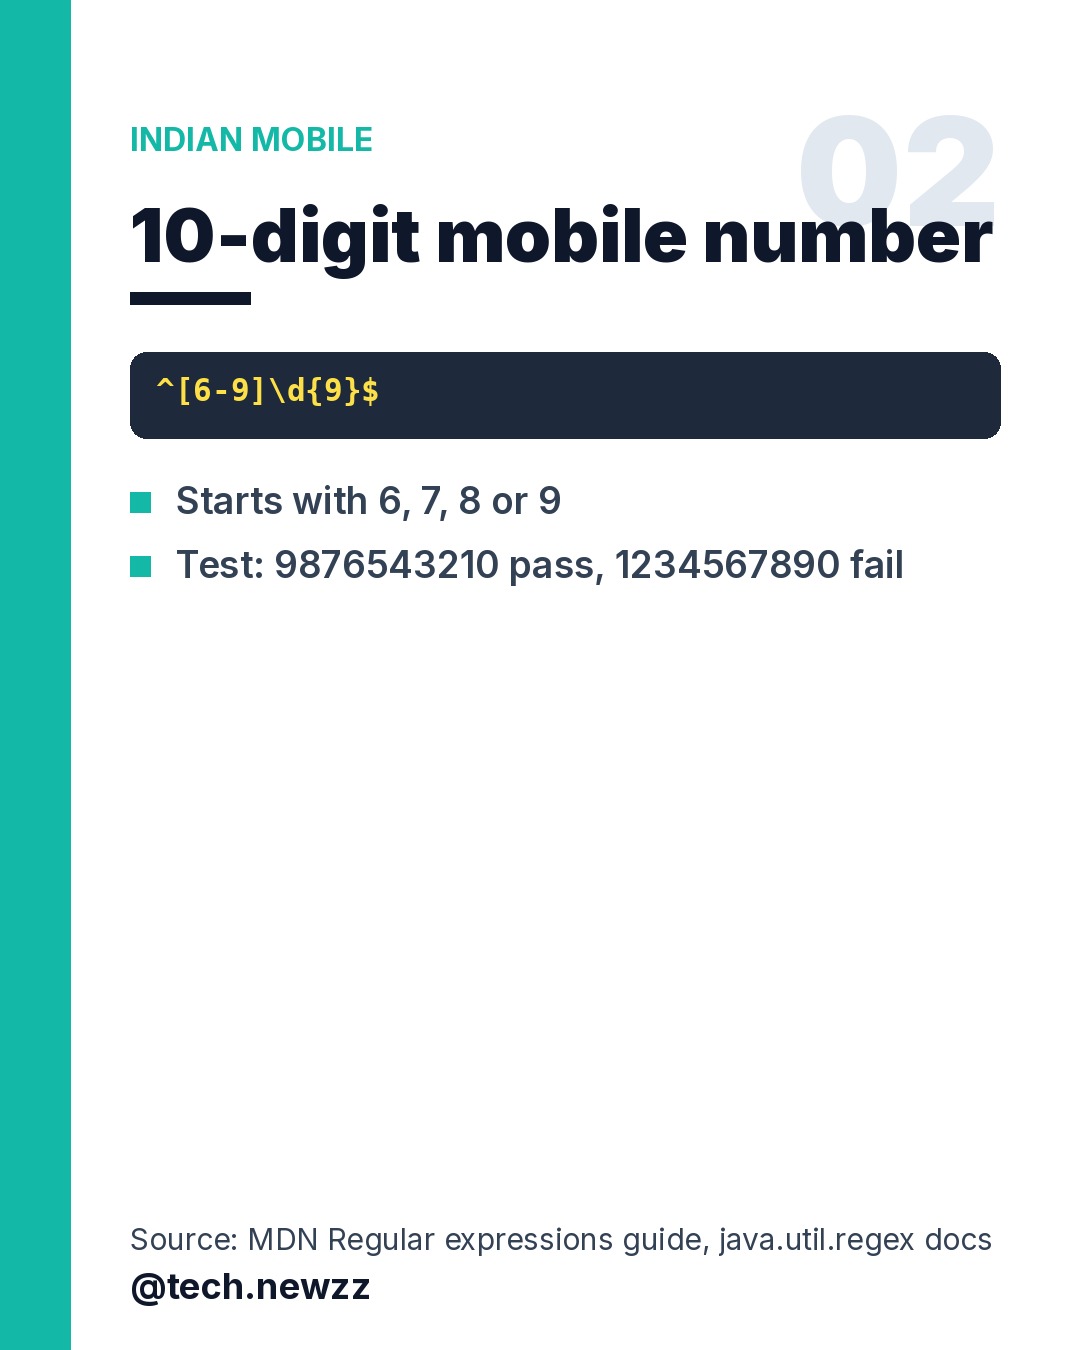 INDIAN MOBILE
02
10-digit mobile number
^[6-9]\d{9}$
Starts with 6, 7, 8 or 9
Test: 9876543210 pass, 1234567890 fail
Source: MDN Regular expressions guide, java.util.regex docs
@tech.newzz